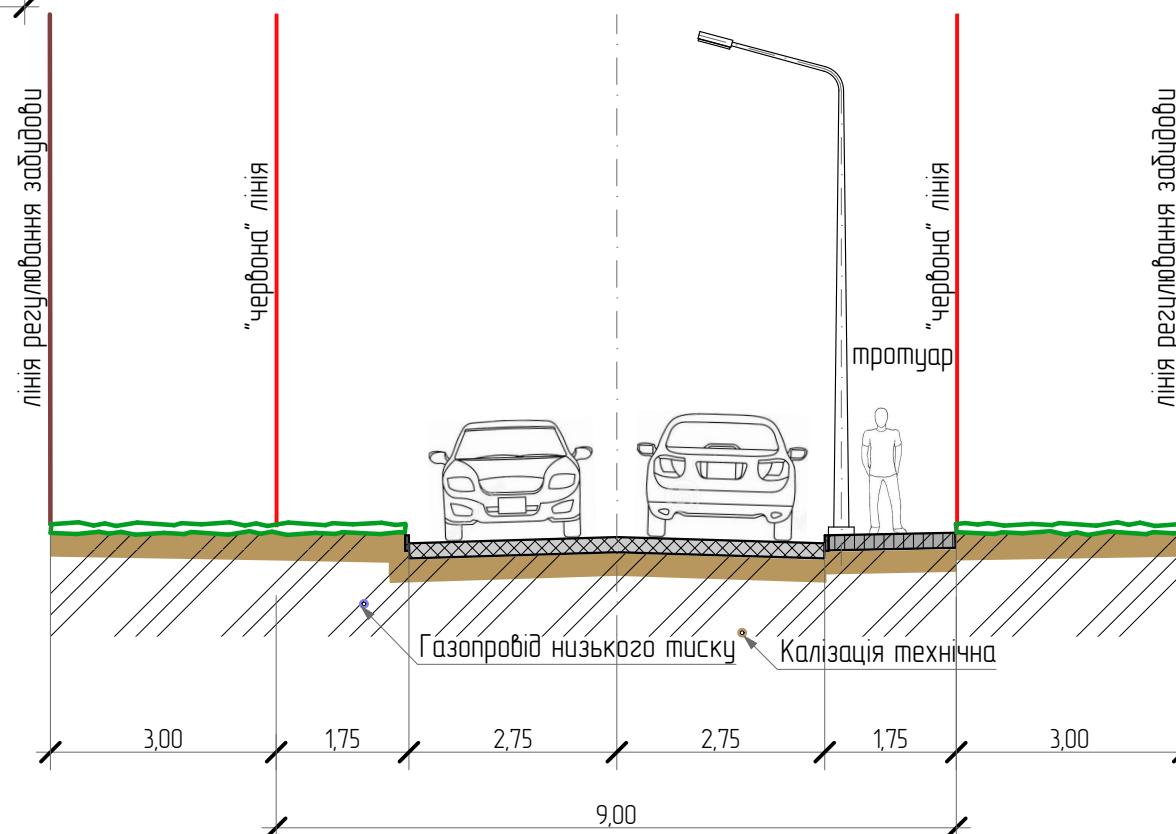 лінія регулювання забудови
"червона" лінія
"червона" лінія
лінія регулювання забудови
тротуар
Газопровід низького тиску
Калізація технічна
3,00
1,75
2,75
2,75
1,75
3,00
9,00